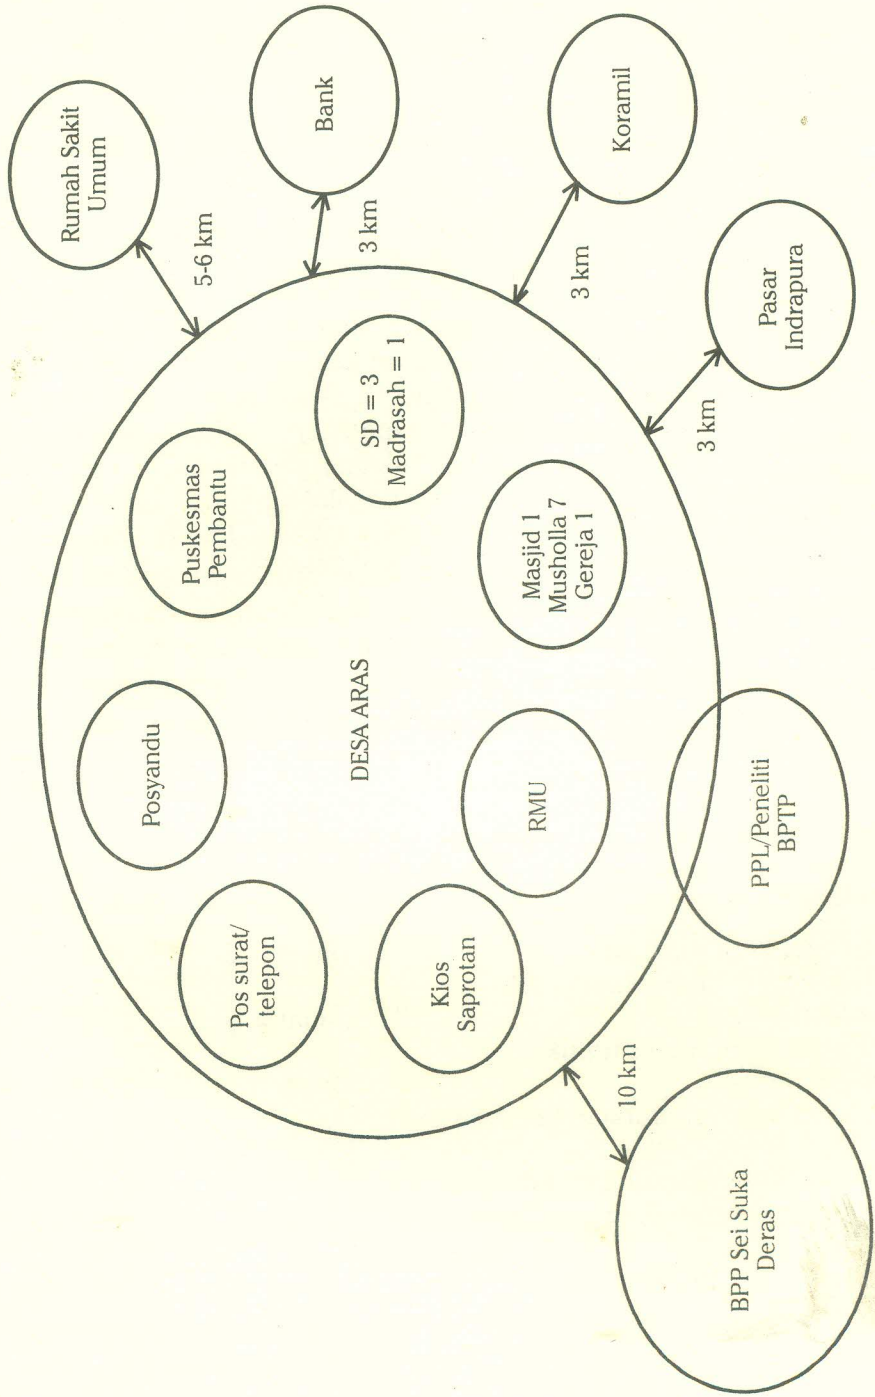 Rumah Sakit
Umum
5-6 km
Bank
3 km
Koramil
3 km
Pasar
Indrapura
3 km
Puskesmas
Pembantu
SD = 3
Madrasah = 1
Masjid 1
Musholla 7
Gereja 1
Posyandu
DESA ARAS
RMU
PPL/Peneliti
BPTP
Pos surat/
telepon
Kios
Saprotan
10 km
BPP Sei Suka
Deras